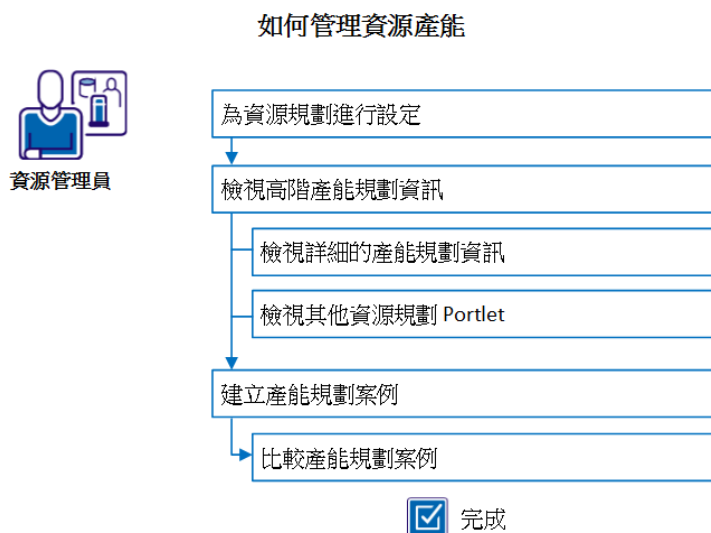 如何管理資源產能
資源管理員
為資源規劃進行設定
檢視高階產能規劃資訊
檢視詳細的產能規劃資訊
檢視其他資源規劃 Portlet
建立產能規劃案例
比較產能規劃案例
完成